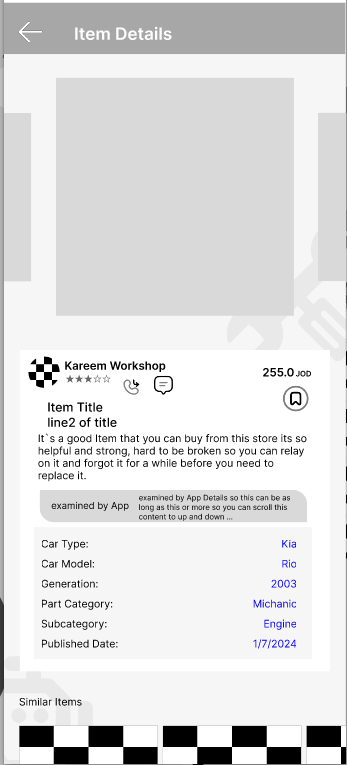 Item Details
Kareem Workshop
255.0 JOD
Item Title
line2 of title
It`s a good Item that you can buy from this store its so
helpful and strong, hard to be broken so you can relay
on it and forgot it for a while before you need to
replace it.
examined by App
examined by App Details so this can be as
long as this or more so you can scroll this
content to up and down ...
Car Type: Kia
Car Model: Rio
Generation: 2003
Part Category: Michanic
Subcategory: Engine
Published Date: 1/7/2024
Similar Items